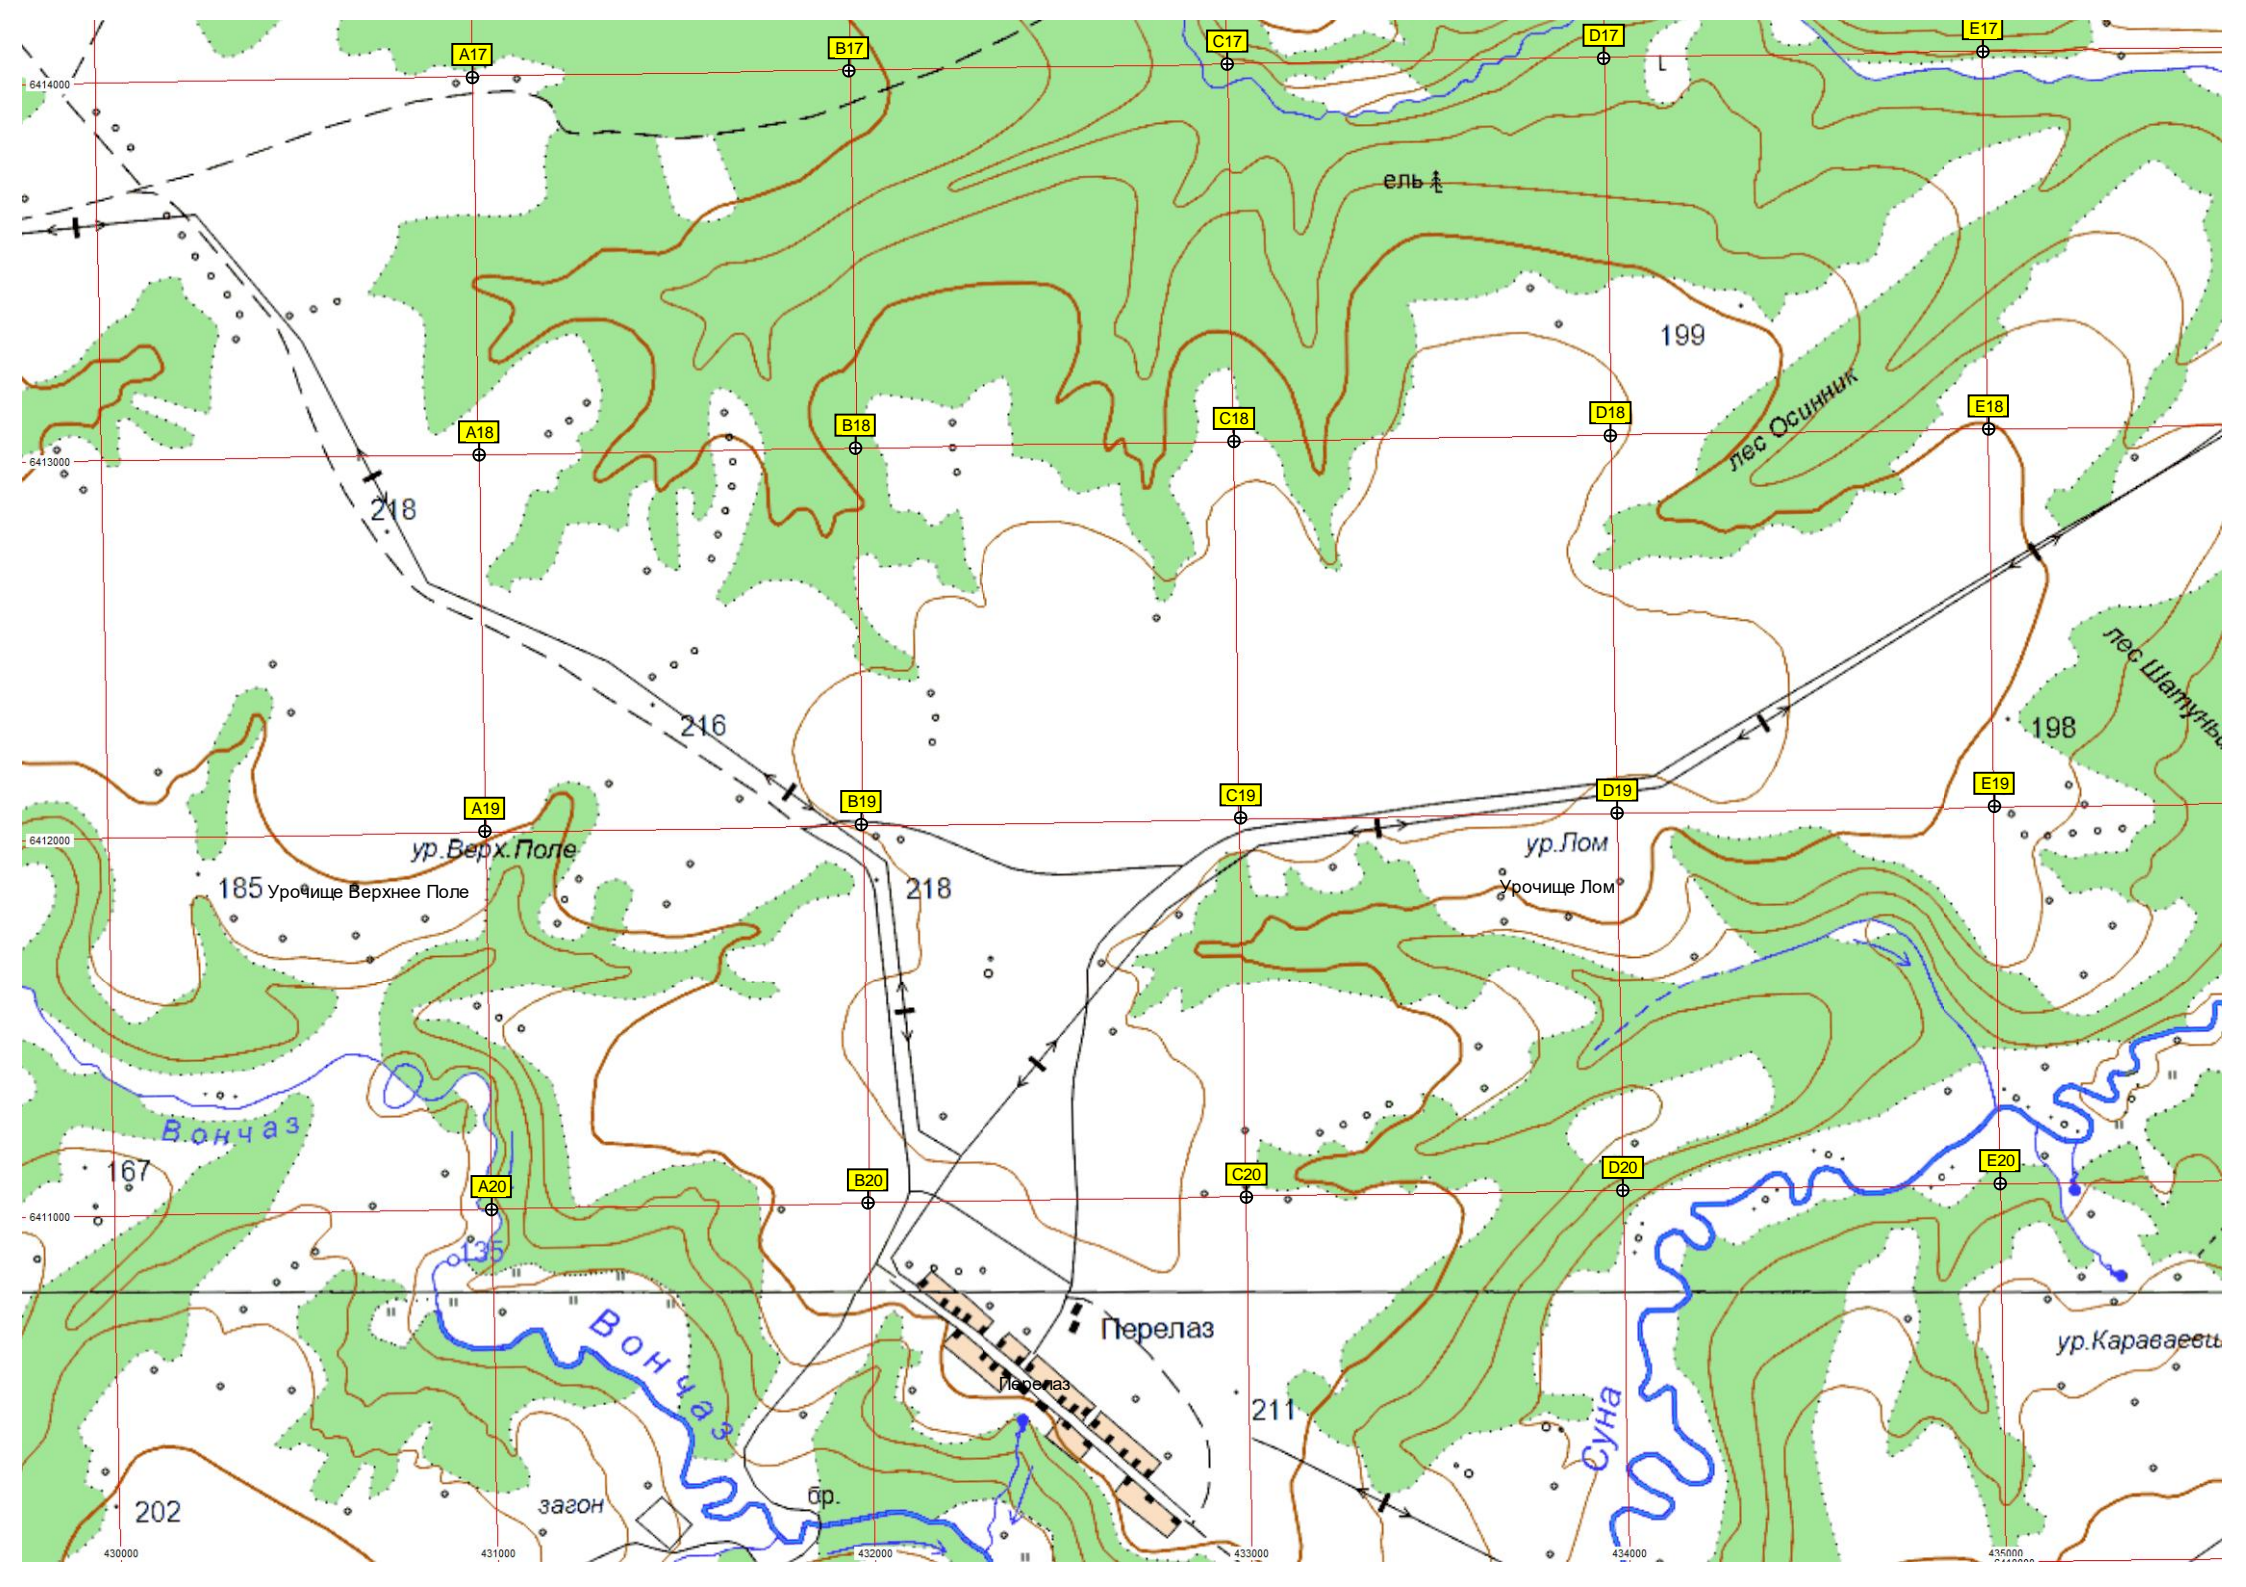 E17
D17
C17
B17
A17
L
6414000
ель
199
лес Осинник
E18
D18
C18
B18
A18
6413000
218
лес Шатуны
216
198
E19
D19
C19
B19
A19
6412000
ур.Верх.Поле
ур.Лом
185
Урочище Верхнее Поле
218
Урочище Лом
Вончаз
167
E20
D20
C20
B20
A20
6411000
135
Вончаз
Перелаз
ур.Караваевш
Перелаз
211
Суна
202
загон
бр.
430000
431000
432000
433000
434000
435000